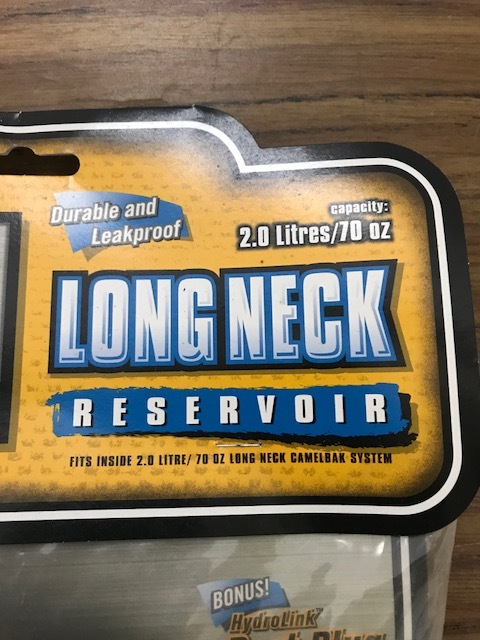 Durable and
Leakproof
capacity:
2.0 Litres/70 oz
LONG NECK
RESERVOIR
FITS INSIDE 2.0 LITRE/ 70 OZ LONG NECK CAMELBAK SYSTEM
BONUS!
HydroLink™